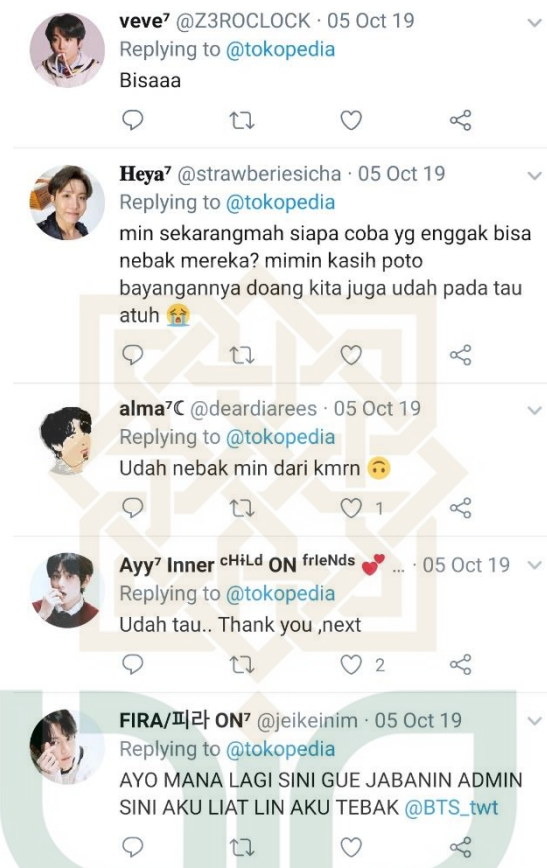 veve⁷ @Z3ROCLOCK · 05 Oct 19
Replying to @tokopedia
Bisaaa
𝐇𝐞𝐲𝐚⁷ @strawberiesicha · 05 Oct 19
Replying to @tokopedia
min sekarangmah siapa coba yg enggak bisa
nebak mereka? mimin kasih poto
bayangannya doang kita juga udah pada tau
atuh 😭
alma⁷☾ @deardiarees · 05 Oct 19
Replying to @tokopedia
Udah nebak min dari kmrn 🙃
1
Ayy⁷ Inner ᶜᴴⁱᴸᵈ ON ᶠʳᴵᵉᴺᵈˢ 💕 ... · 05 Oct 19
Replying to @tokopedia
Udah tau.. Thank you ,next
2
FIRA/피라 ON⁷ @jeikeinim · 05 Oct 19
Replying to @tokopedia
AYO MANA LAGI SINI GUE JABANIN ADMIN
SINI AKU LIAT LIN AKU TEBAK @BTS_twt